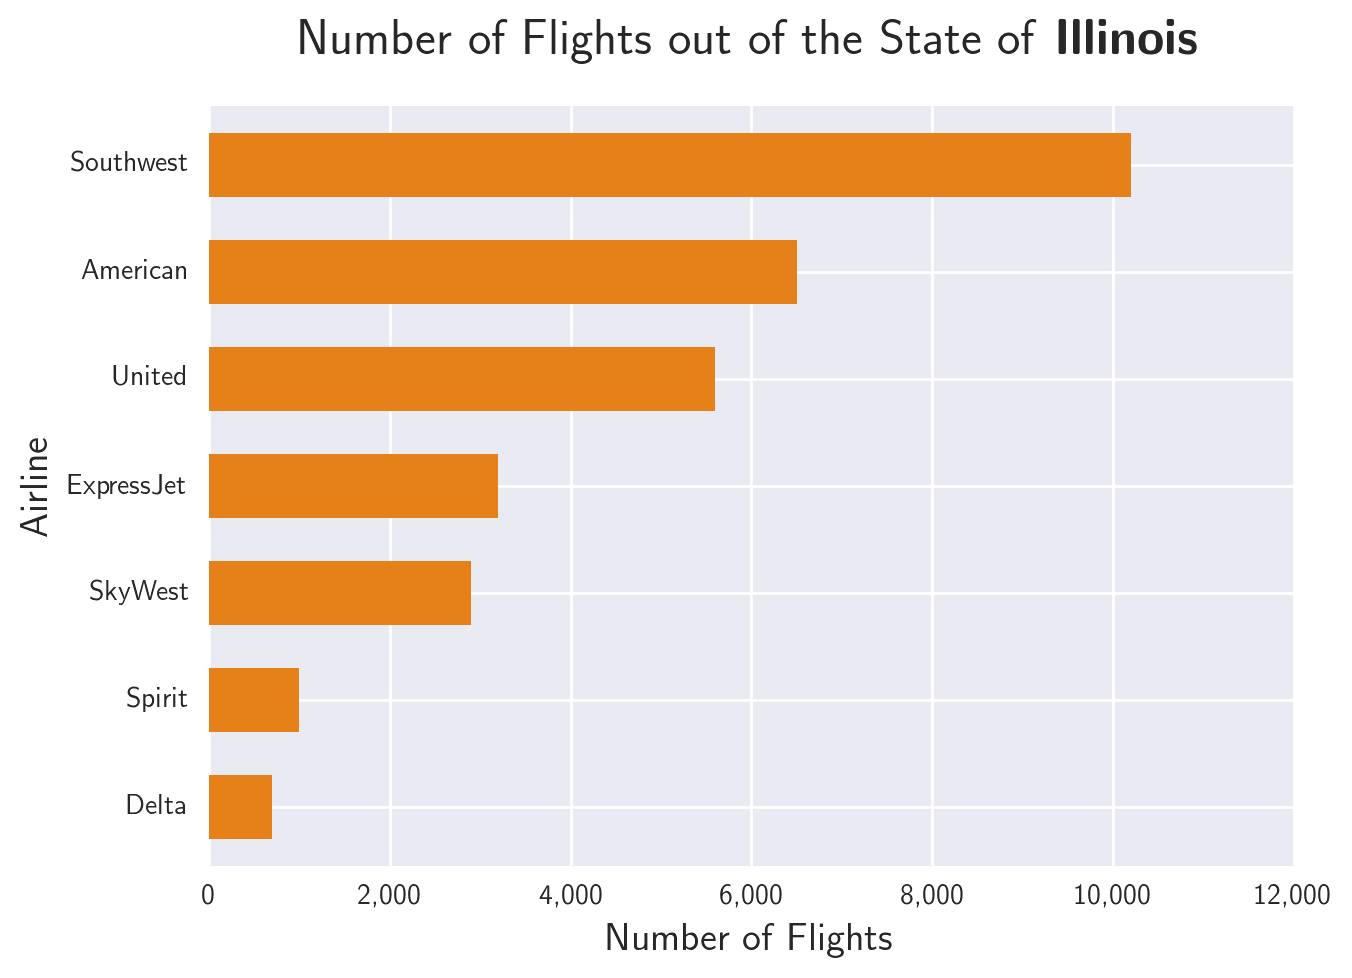 Number of Flights out of the State of Illinois
Southwest
American
United
ExpressJet
SkyWest
Spirit
Delta
Airline
0 2,000 4,000 6,000 8,000 10,000 12,000
Number of Flights